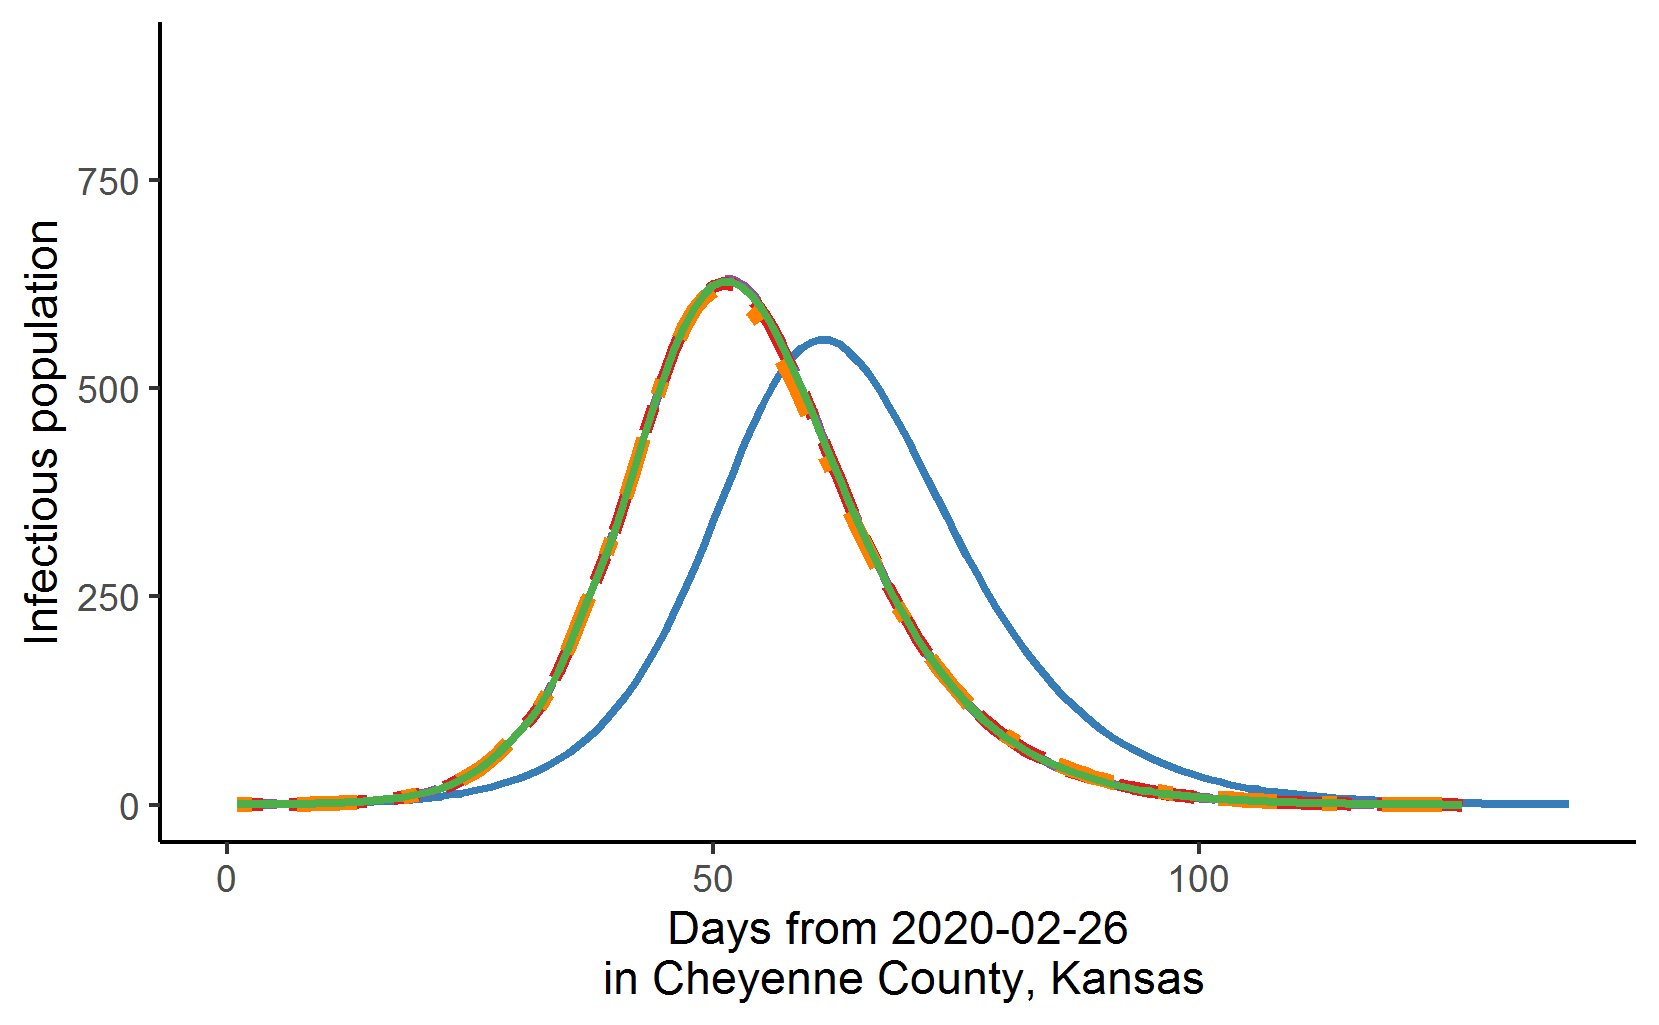 Infectious population
750
500
250
0
0
50
100
Days from 2020-02-26
in Cheyenne County, Kansas